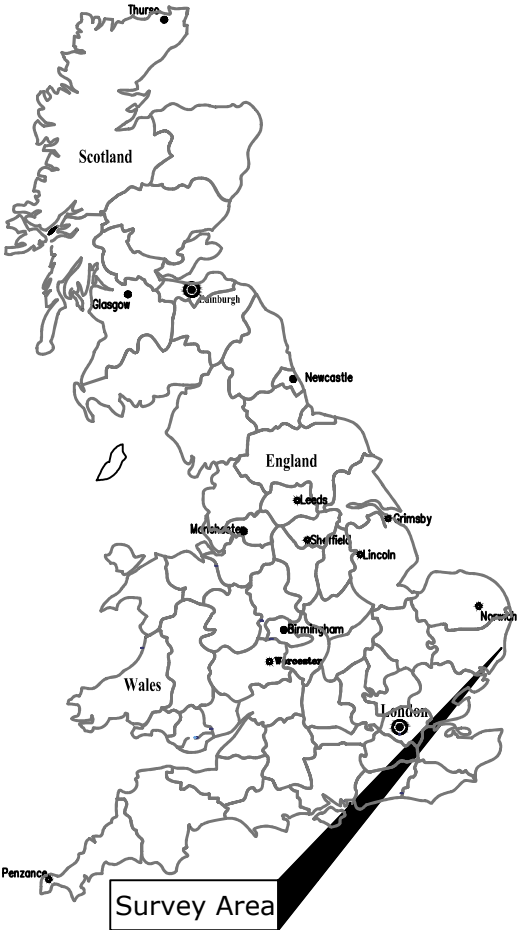 Thurso
Scotland
Glasgow
Edinburgh
Newcastle
England
Leeds
Grimsby
Manchester
Sheffield
Lincoln
Norwich
Birmingham
Worcester
Wales
London
Penzance
Survey Area